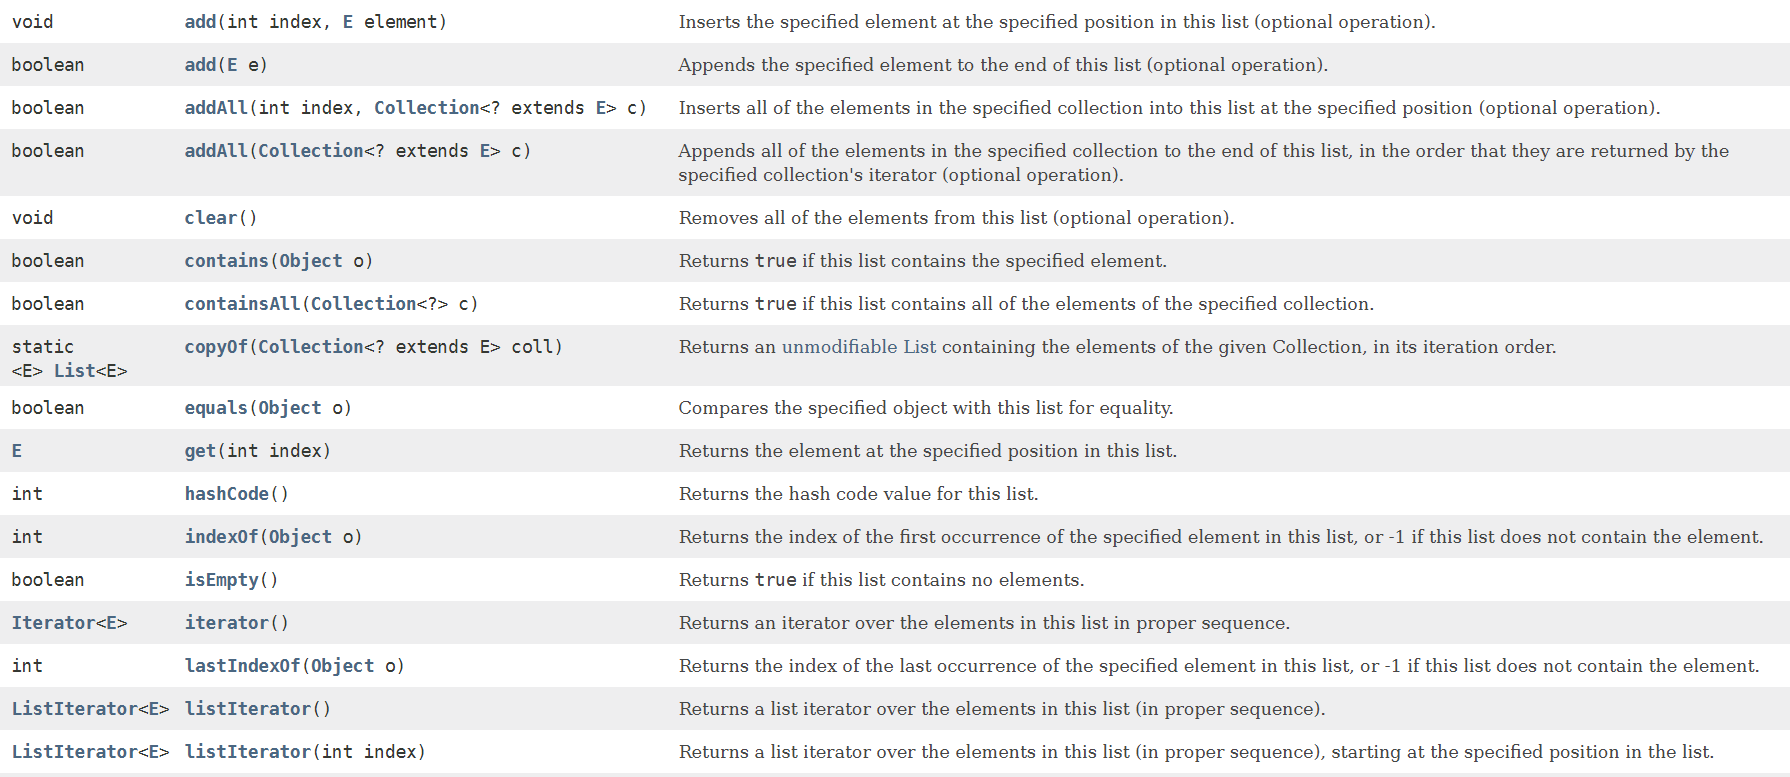 void add(int index, E element) Inserts the specified element at the specified position in this list (optional operation).
boolean add(E e) Appends the specified element to the end of this list (optional operation).
boolean addAll(int index, Collection<? extends E> c) Inserts all of the elements in the specified collection into this list at the specified position (optional operation).
boolean addAll(Collection<? extends E> c) Appends all of the elements in the specified collection to the end of this list, in the order that they are returned by the
specified collection's iterator (optional operation).
void clear() Removes all of the elements from this list (optional operation).
boolean contains(Object o) Returns true if this list contains the specified element.
boolean containsAll(Collection<?> c) Returns true if this list contains all of the elements of the specified collection.
static copyOf(Collection<? extends E> coll) Returns an unmodifiable List containing the elements of the given Collection, in its iteration order.
<E> List<E>
boolean equals(Object o) Compares the specified object with this list for equality.
E get(int index) Returns the element at the specified position in this list.
int hashCode() Returns the hash code value for this list.
int indexOf(Object o) Returns the index of the first occurrence of the specified element in this list, or -1 if this list does not contain the element.
boolean isEmpty() Returns true if this list contains no elements.
Iterator<E> iterator() Returns an iterator over the elements in this list in proper sequence.
int lastIndexOf(Object o) Returns the index of the last occurrence of the specified element in this list, or -1 if this list does not contain the element.
ListIterator<E> listIterator() Returns a list iterator over the elements in this list (in proper sequence).
ListIterator<E> listIterator(int index) Returns a list iterator over the elements in this list (in proper sequence), starting at the specified position in the list.